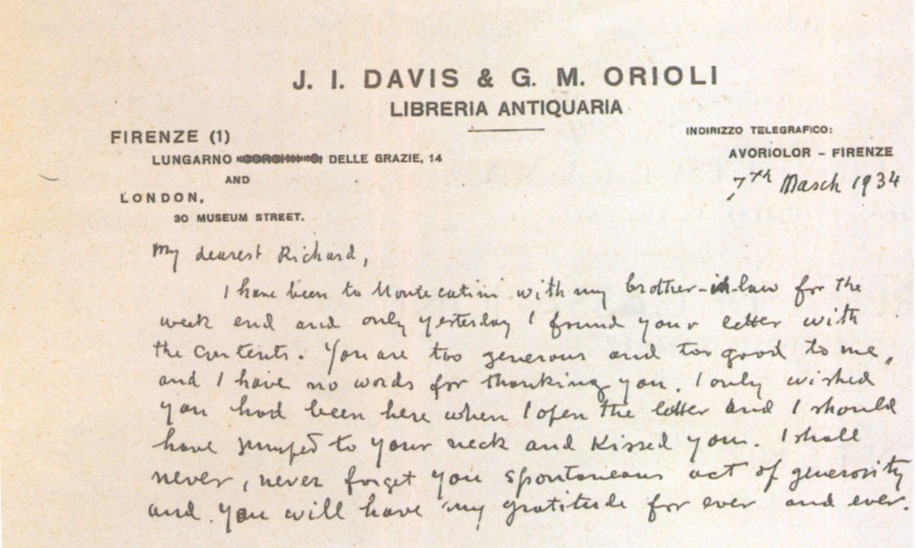 J. I. DAVIS & G. M. ORIOLI
LIBRERIA ANTIQUARIA
FIRENZE (1)
LUNGARNO DELLE GRAZIE, 14
AND
LONDON,
30 MUSEUM STREET.
INDIRIZZO TELEGRAFICO:
AVORIOLOR - FIRENZE
7th March 1934
My dearest Richard,
I have been to Montecatini with my brother-in-law for the
week end and only yesterday I found your letter with
the contents. You are too generous and too good to me,
and I have no words for thanking you. I only wished
you had been here when I open the letter and I should
have jumped to your neck and kissed you. I shall
never, never forget you spontaneous act of generosity
and you will have my gratitude for ever and ever.